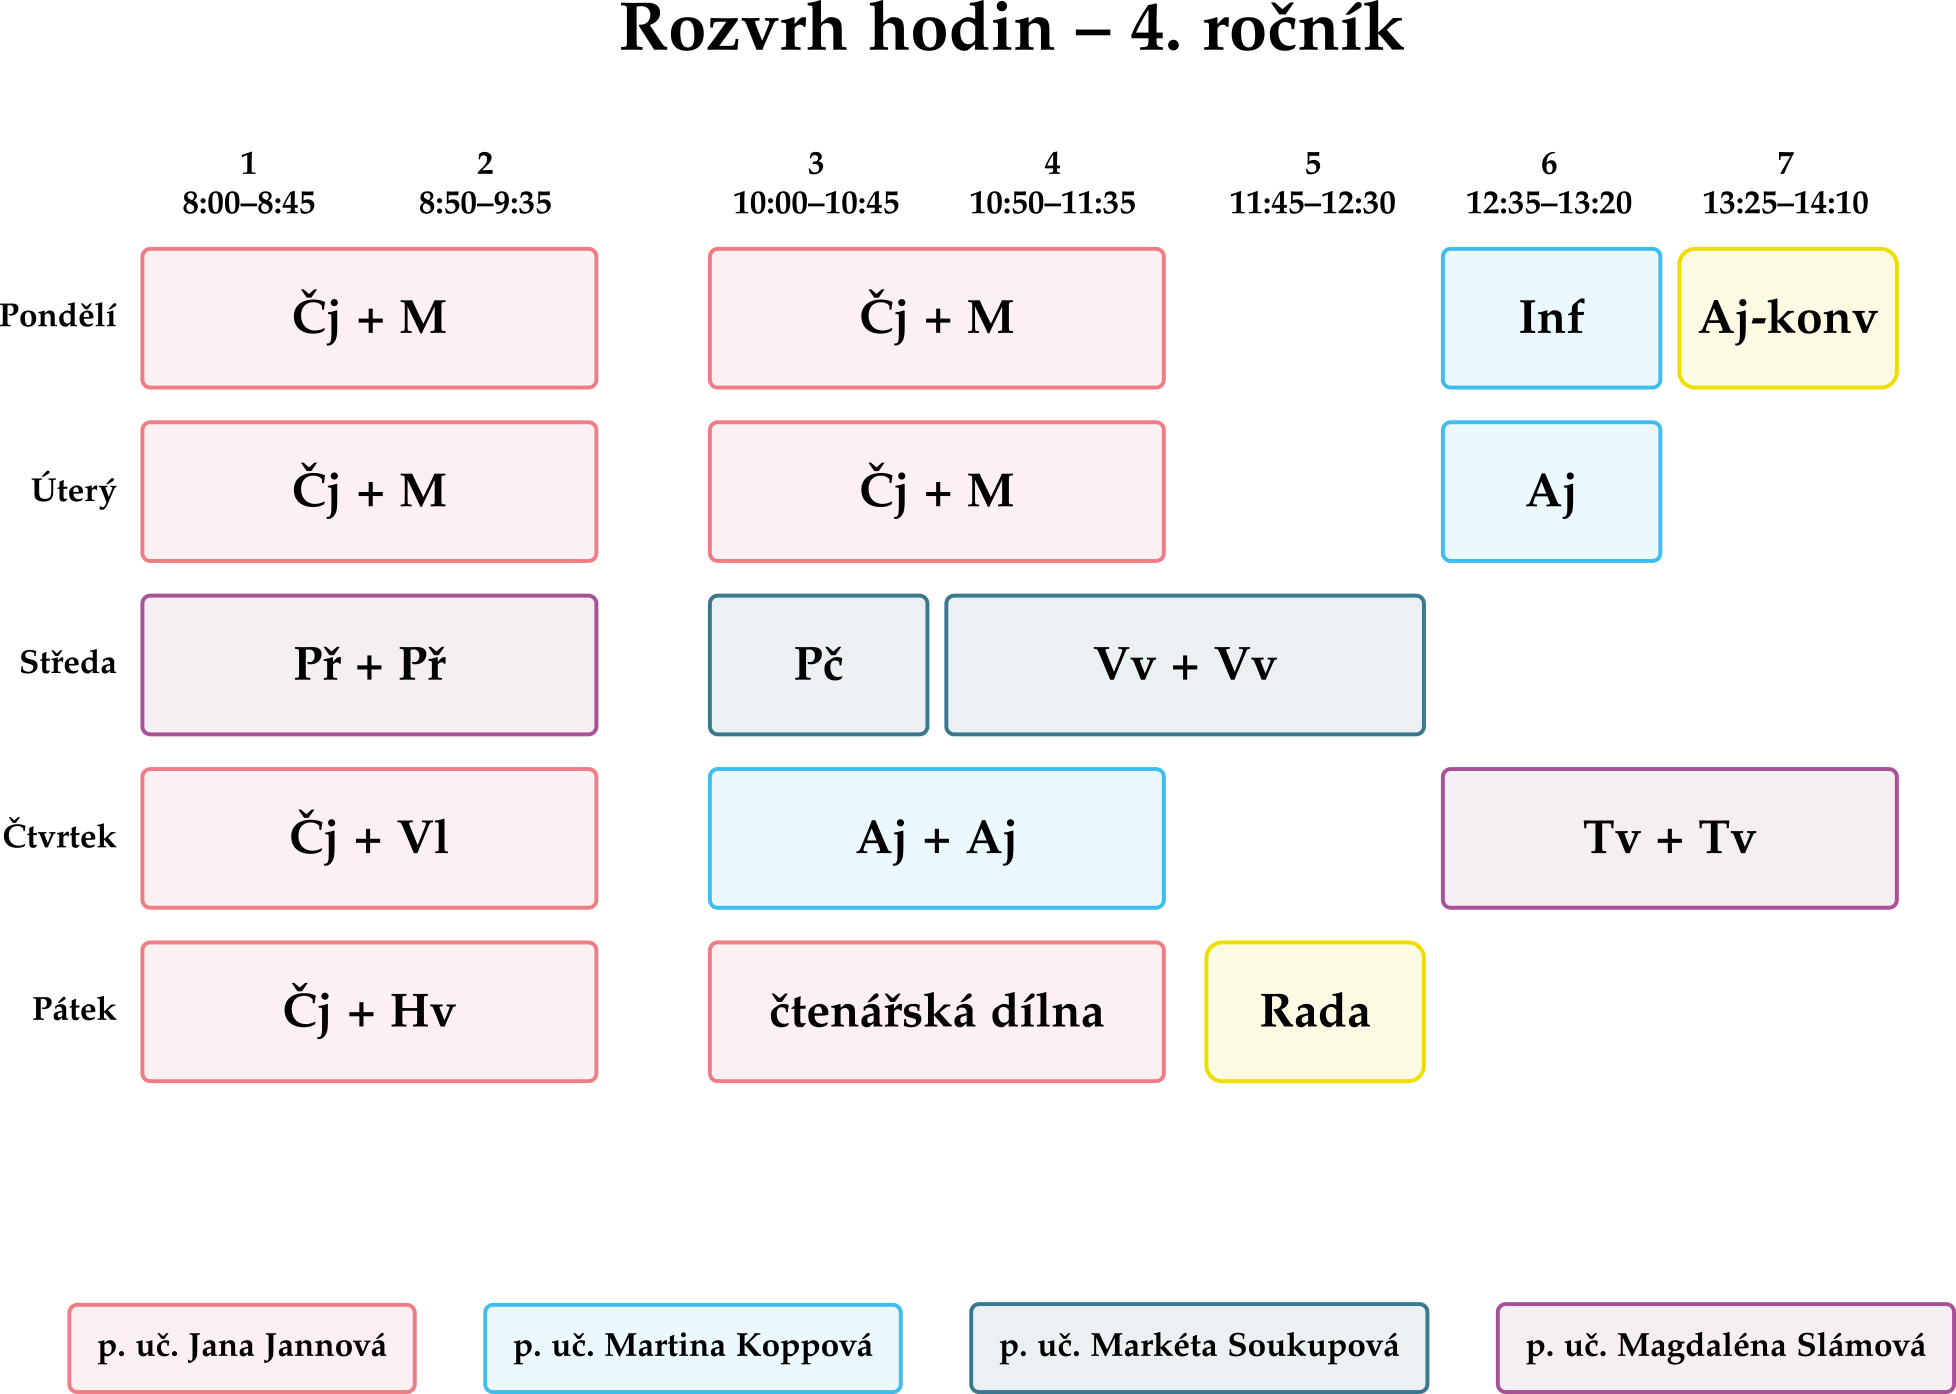 Rozvrh hodin – 4. ročník
1 2 3 4 5 6 7
8:00–8:45 8:50–9:35 10:00–10:45 10:50–11:35 11:45–12:30 12:35–13:20 13:25–14:10
Pondělí Čj + M Čj + M Inf Aj-konv
Úterý Čj + M Čj + M Aj
Středa Př + Př Pč Vv + Vv
Čtvrtek Čj + Vl Aj + Aj Tv + Tv
Pátek Čj + Hv čtenářská dílna Rada
p. uč. Jana Jannová p. uč. Martina Koppová p. uč. Markéta Soukupová p. uč. Magdaléna Slámová